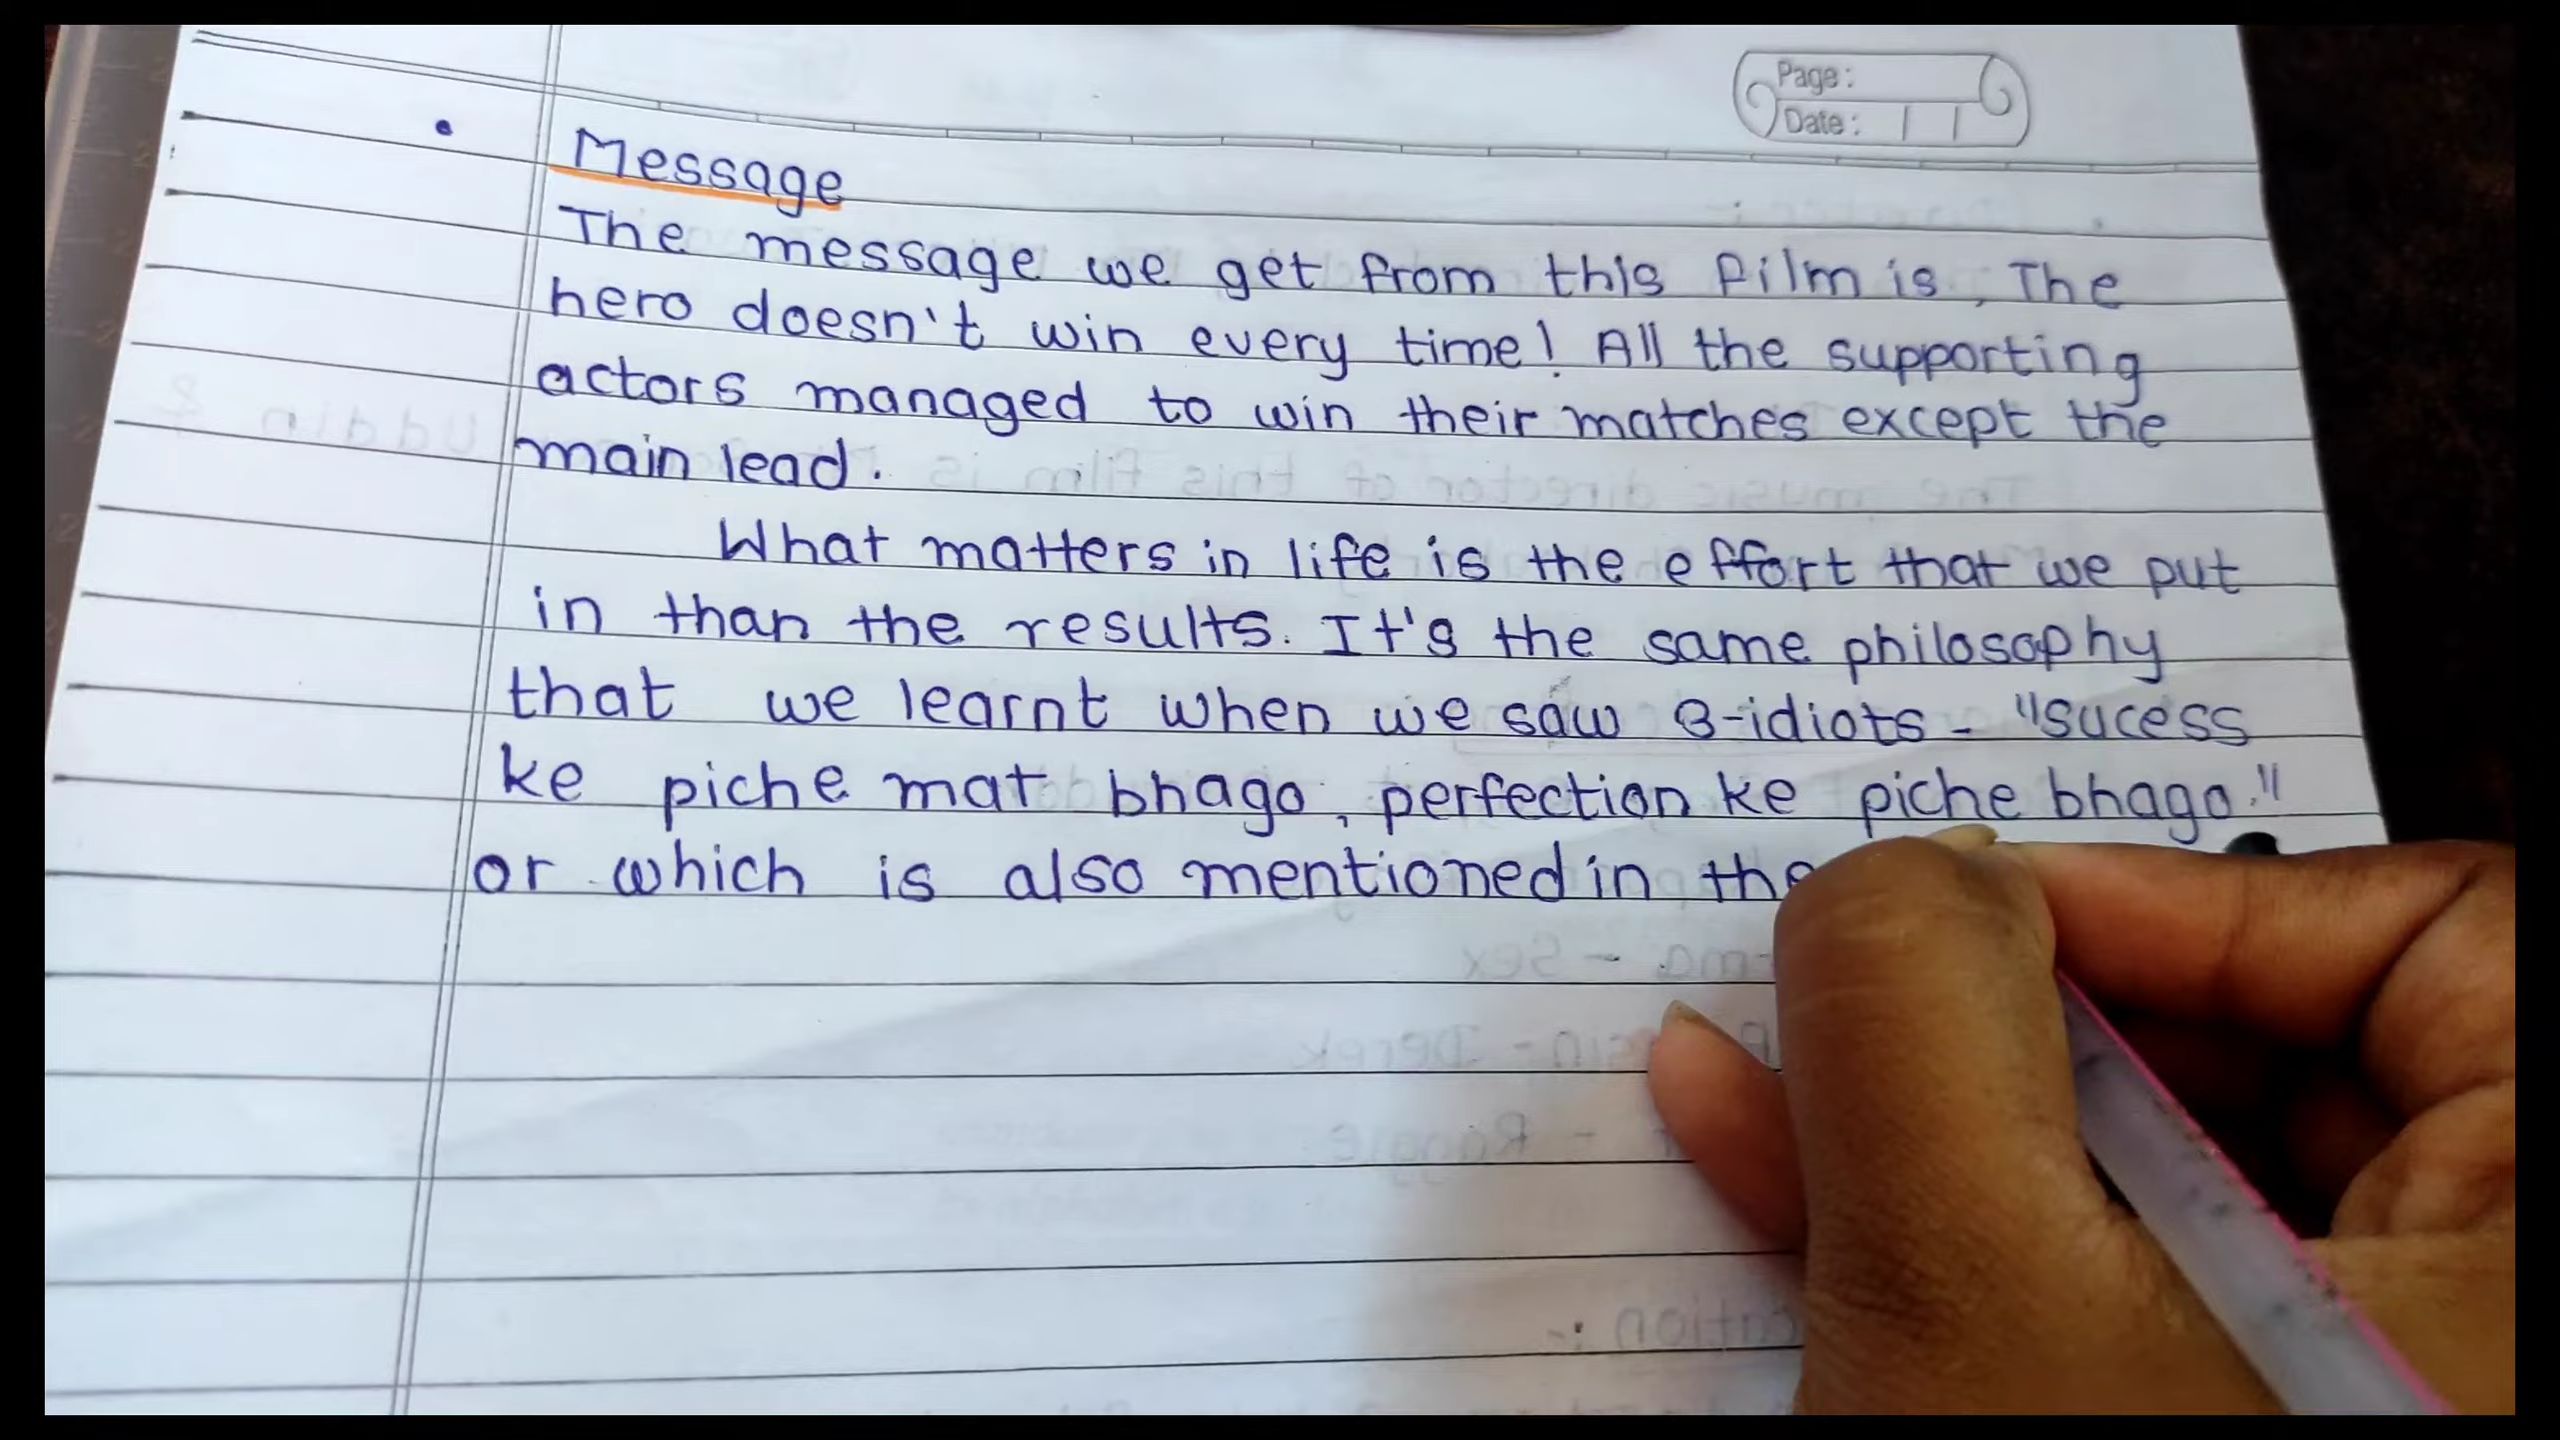 Page:
Date:
Message
The message we get from this film is, The
hero doesn't win every time! All the supporting
actors managed to win their matches except the
main lead.
What matters in life is the effort that we put
in than the results. It's the same philosophy
that we learnt when we saw 3-idiots - "sucess
ke piche mat bhago, perfection ke piche bhago."
or which is also mentioned in the